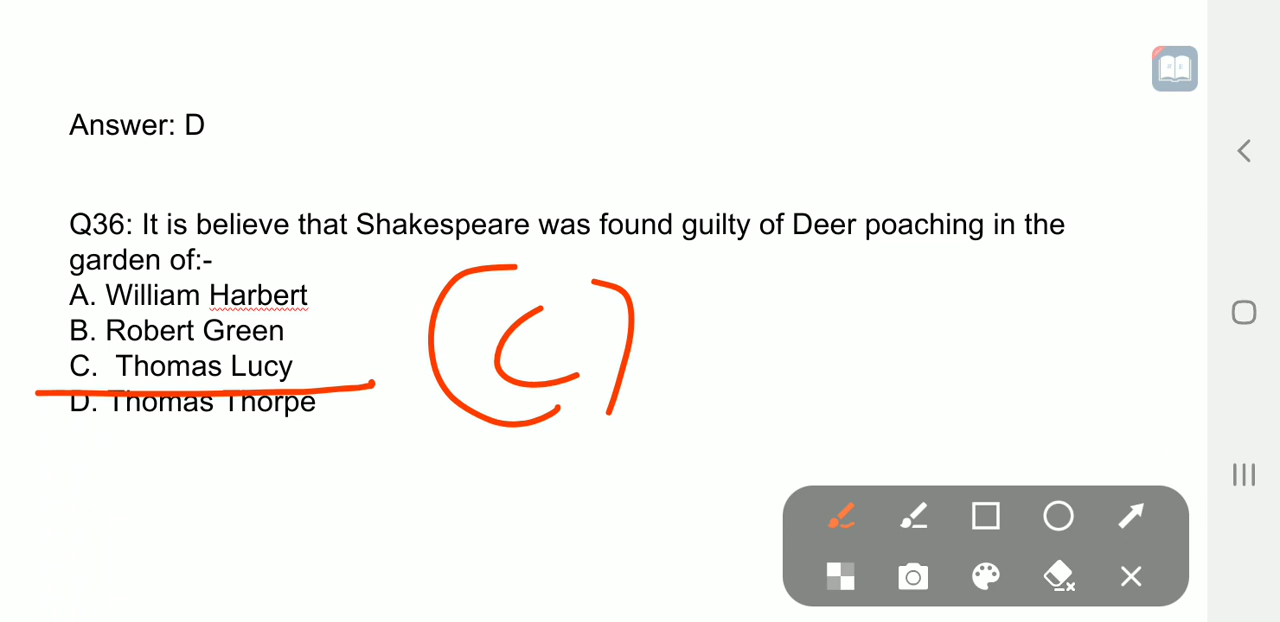 Answer: D
Q36: It is believe that Shakespeare was found guilty of Deer poaching in the
garden of:-
A. William Harbert
B. Robert Green
C. Thomas Lucy
D. Thomas Thorpe
(C)